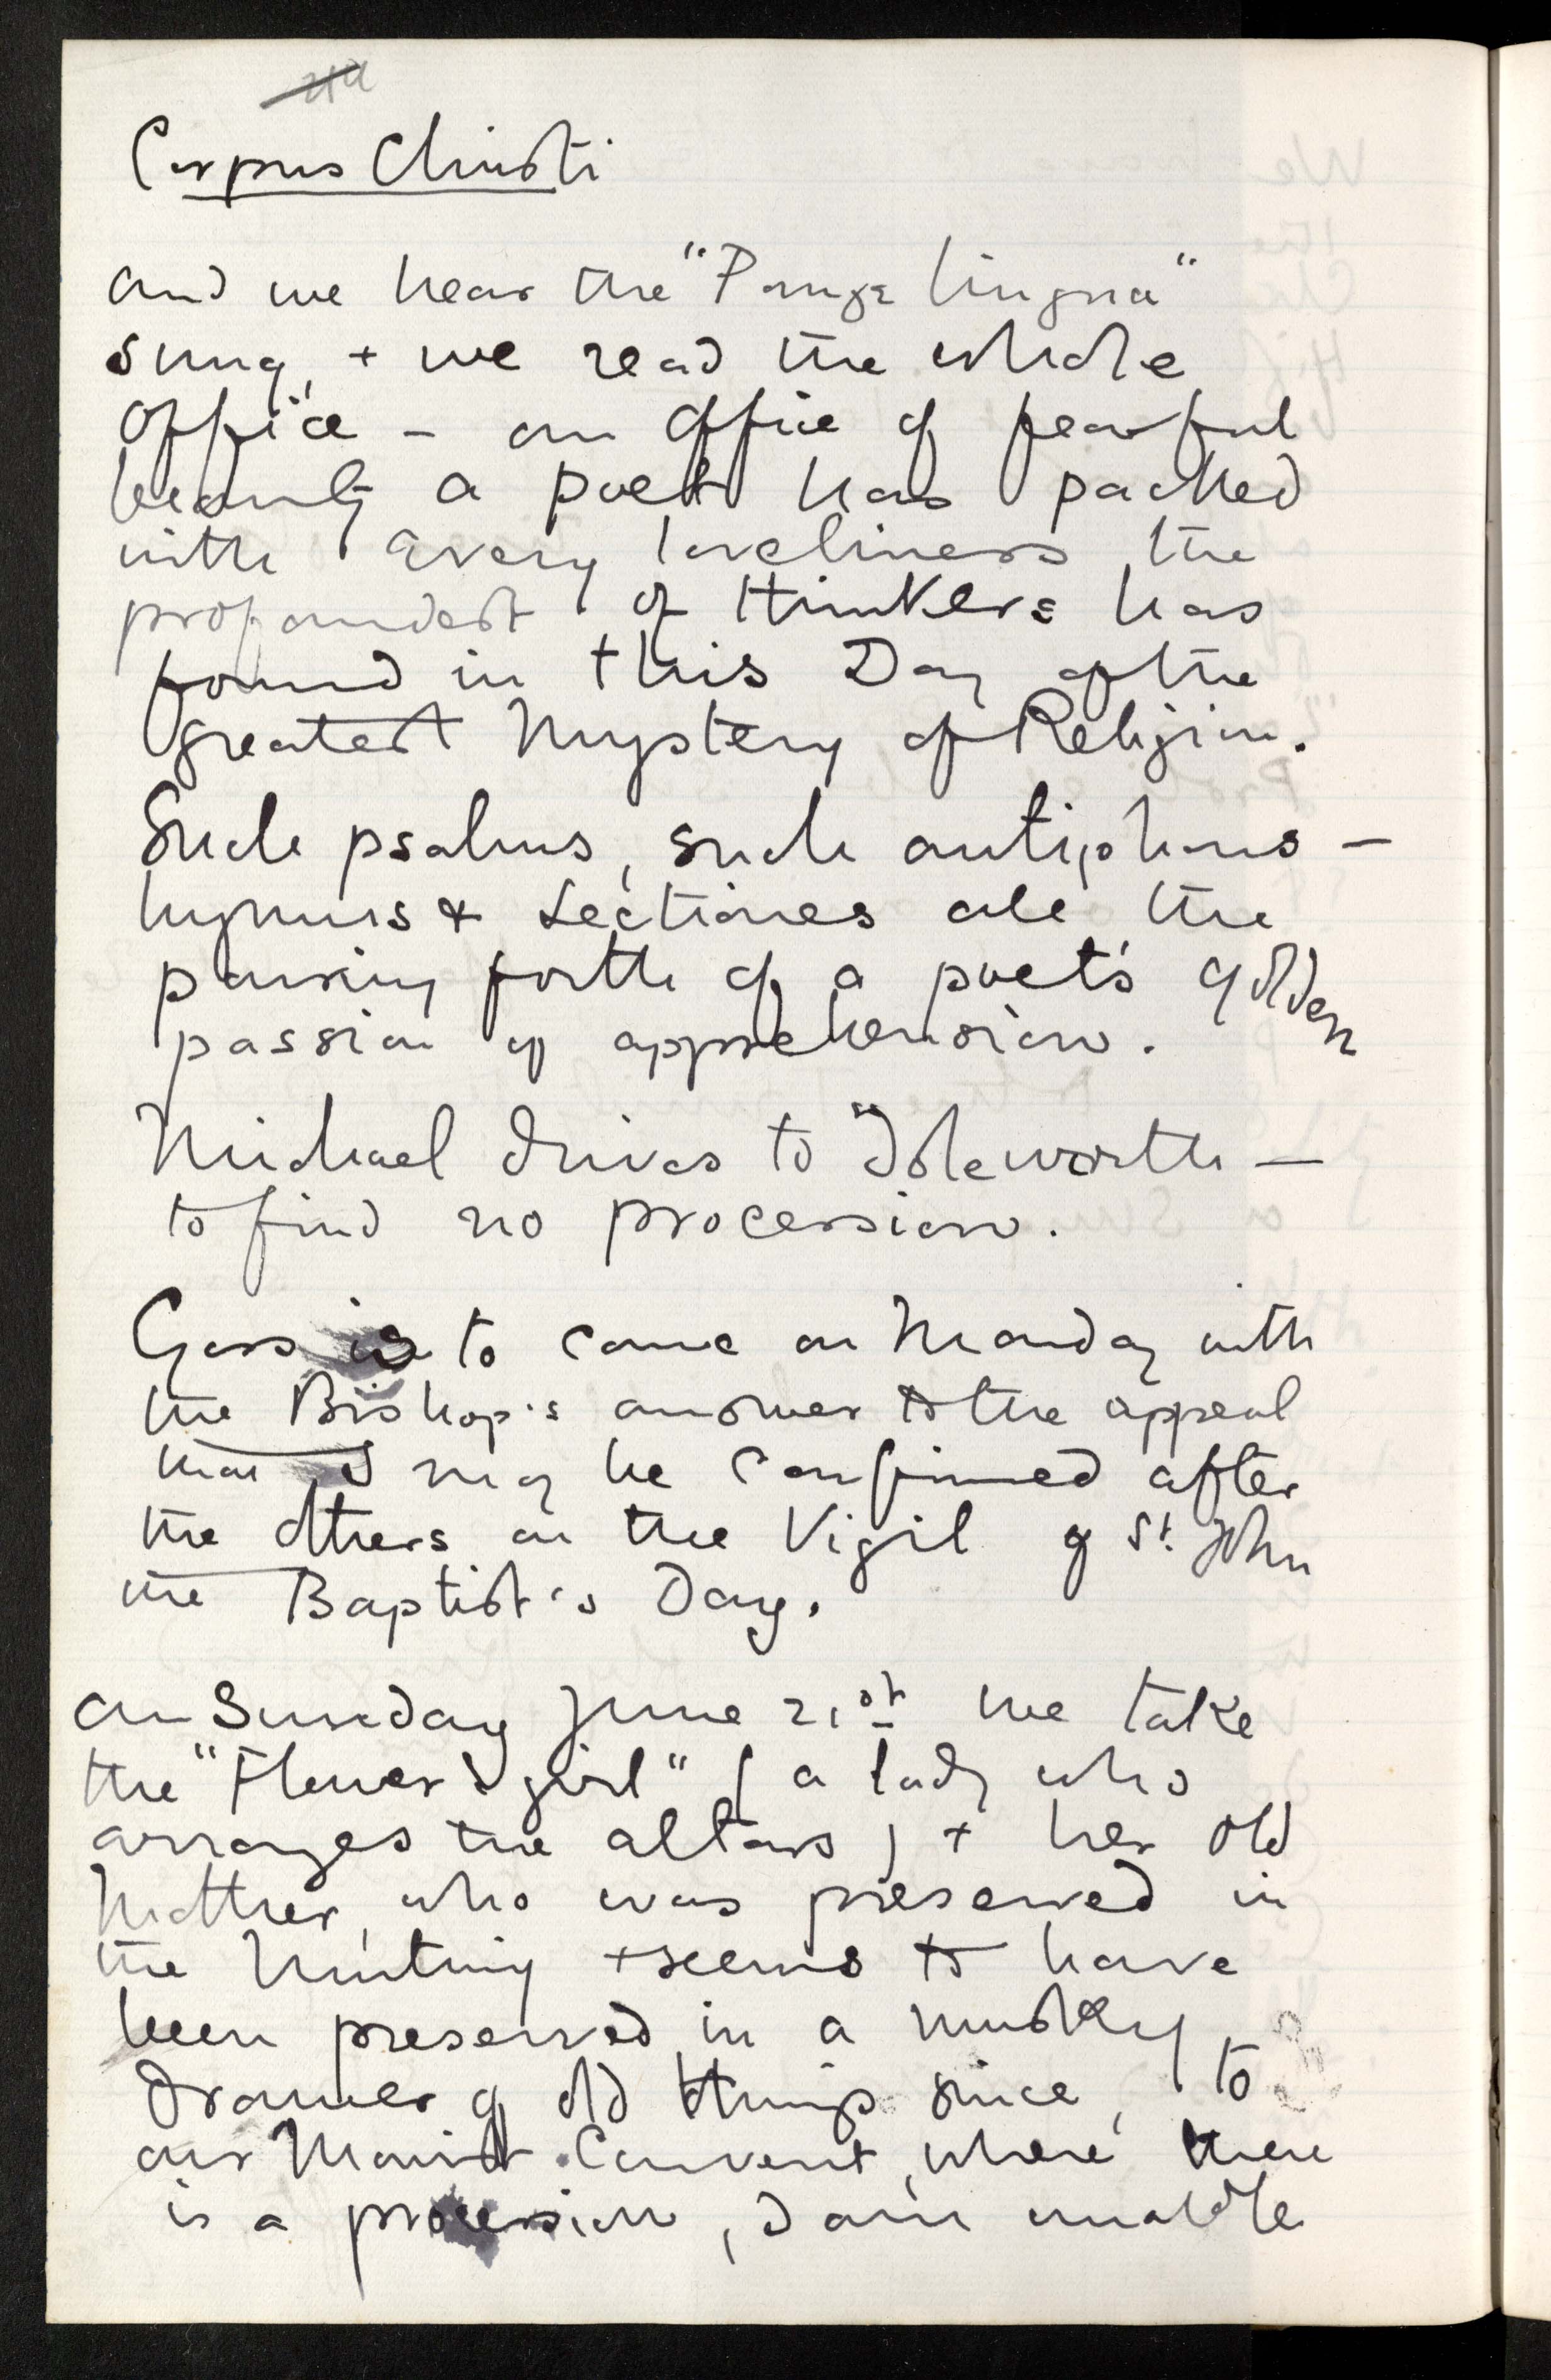 Corpus Christi
and we hear the "Pange lingua"
sung, + we read the whole
Office – an Office of fearful
beauty a poet has packed
with every loveliness the
profoundest of thinkers has
found in this Day of the
greatest Mystery of Religion.
Such psalms, such antiphons –
hymns & Lectiones are the
pouring forth of a poet's golden
passion of apprehension.
Michael drives to Isleworth —
to find no procession.
Goss is to come on Monday with
the Bishop's answer to the appeal
that I may be Confirmed after
the others on the Vigil of St. John
the Baptist's Day.
On Sunday June 21st we take
the "Flower girl" (a lady who
arranges the altars) + her old
Mother, who was preserved in
the Mutiny + seems to have
been preserved in a musky
drawer of old things since, to
our Marist Convent, where there
is a procession, I am unable